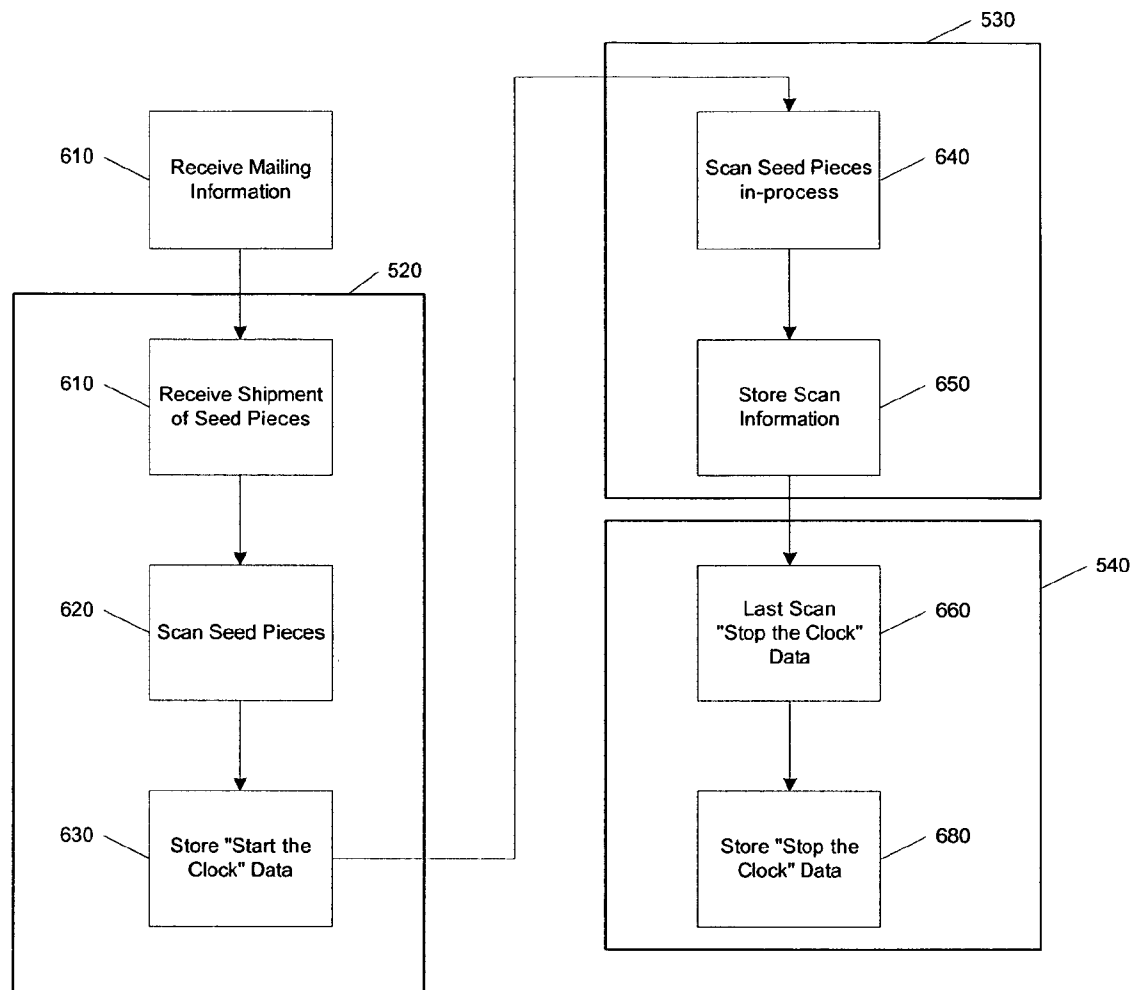 610
Receive Mailing
Information
520
610
Receive Shipment
of Seed Pieces
620
Scan Seed Pieces
630
Store "Start the
Clock" Data
530
Scan Seed Pieces
in-process
640
Store Scan
Information
650
540
Last Scan
"Stop the Clock"
Data
660
Store "Stop the
Clock" Data
680